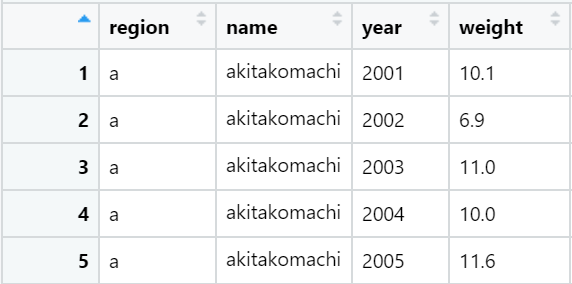 region name year weight
1 a akitakomachi 2001 10.1
2 a akitakomachi 2002 6.9
3 a akitakomachi 2003 11.0
4 a akitakomachi 2004 10.0
5 a akitakomachi 2005 11.6